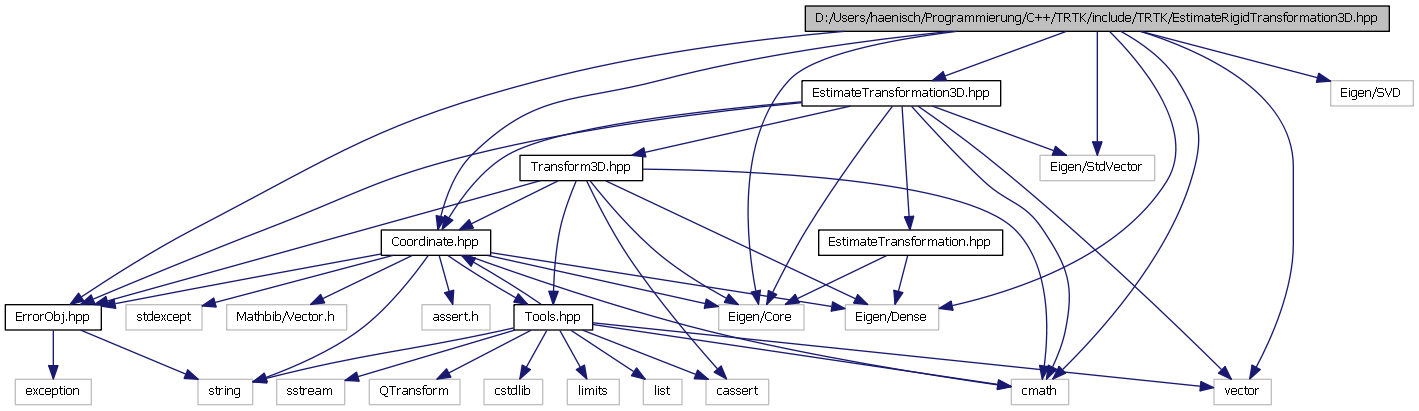 D:/Users/haenisch/Programmierung/C++/TRTK/include/TRTK/EstimateRigidTransformation3D.hpp
EstimateTransformation3D.hpp
Eigen/SVD
Transform3D.hpp
Eigen/StdVector
Coordinate.hpp
EstimateTransformation.hpp
ErrorObj.hpp
stdexcept
Mathbib/Vector.h
assert.h
Tools.hpp
Eigen/Core
Eigen/Dense
exception
string
sstream
QTransform
cstdlib
limits
list
cassert
cmath
vector